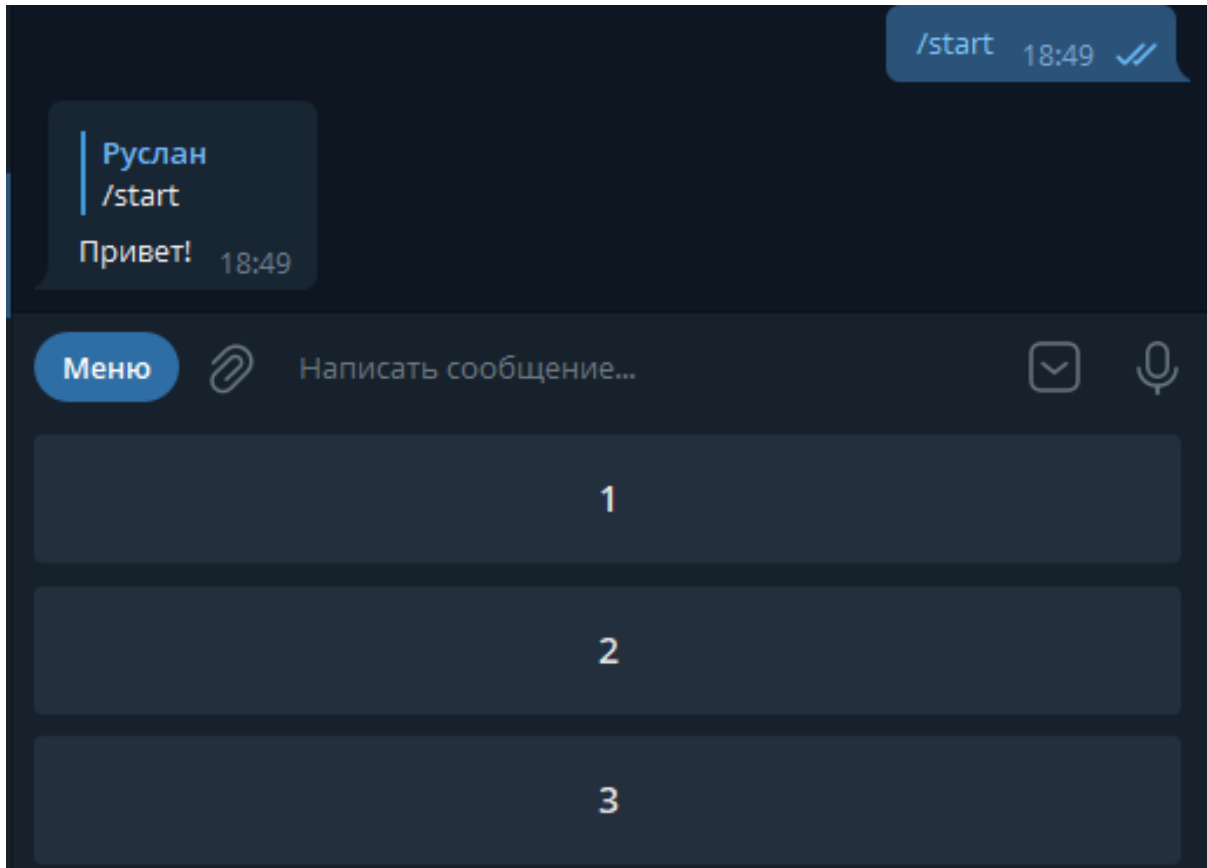 /start 18:49
Руслан
/start
Привет! 18:49
Меню Написать сообщение...
1
2
3